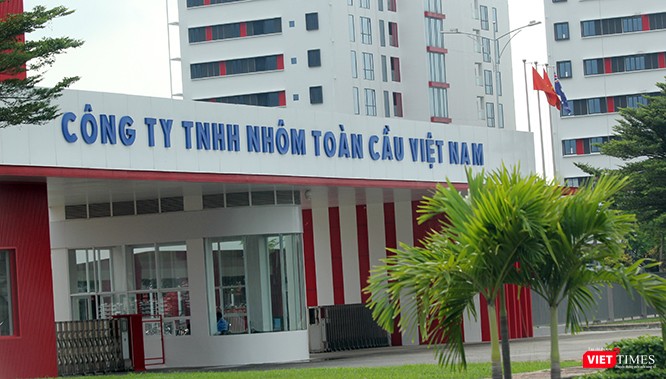 CÔNG TY TNHH NHÔM TOÀN CẦU VIỆT NAM
VIETTIMES